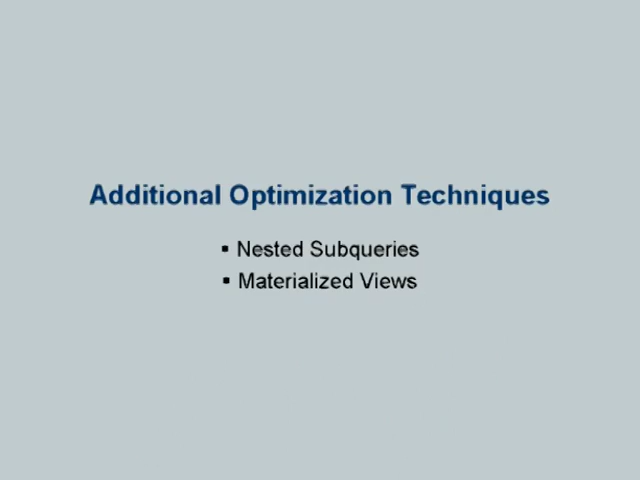 Additional Optimization Techniques
▪ Nested Subqueries
▪ Materialized Views